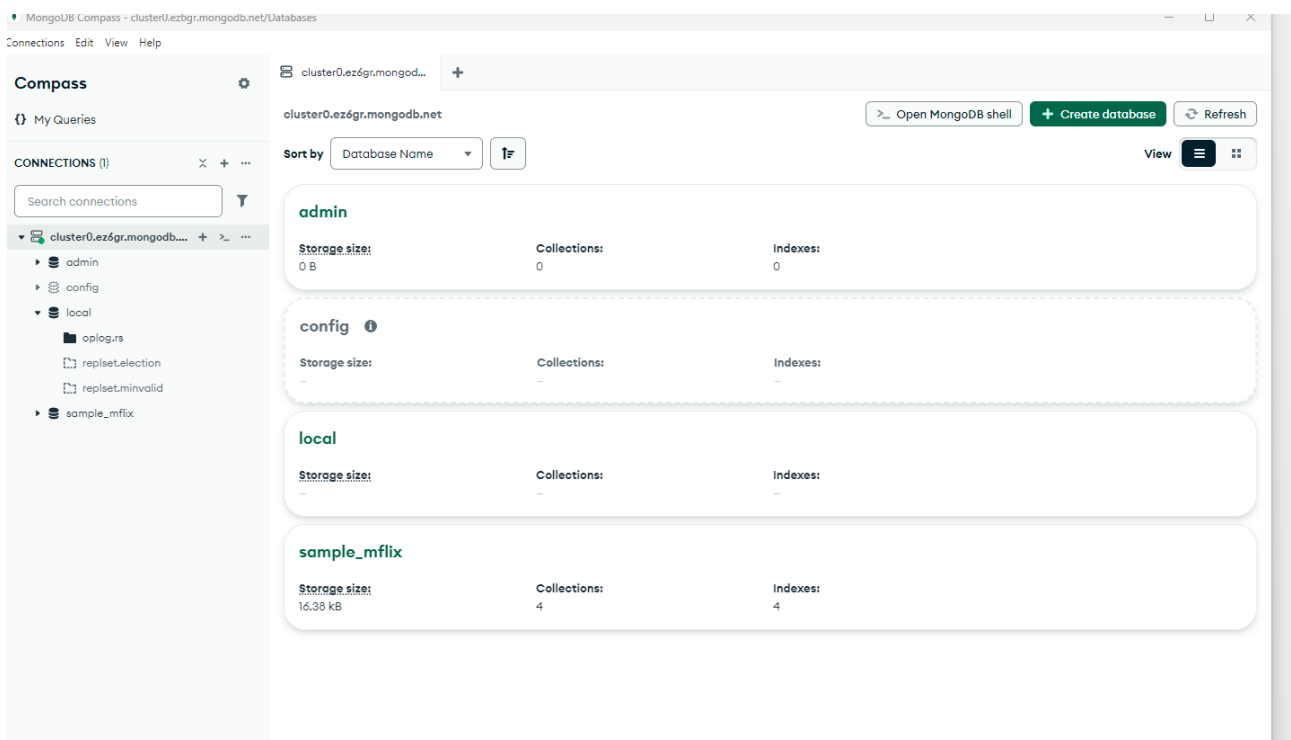 MongoDB Compass - cluster0.ez6gr.mongodb.net/Databases
Connections Edit View Help
Compass
{} My Queries
CONNECTIONS (1)
Search connections
cluster0.ez6gr.mongodb....
admin
config
local
oplog.rs
replset.election
replset.minvalid
sample_mflix
cluster0.ez6gr.mongod...
cluster0.ez6gr.mongodb.net
>_ Open MongoDB shell
+ Create database
Refresh
Sort by Database Name
View
admin
Storage size: Collections: Indexes:
0 B 0 0
config
Storage size: Collections: Indexes:
– – –
local
Storage size: Collections: Indexes:
– – –
sample_mflix
Storage size: Collections: Indexes:
16.38 kB 4 4